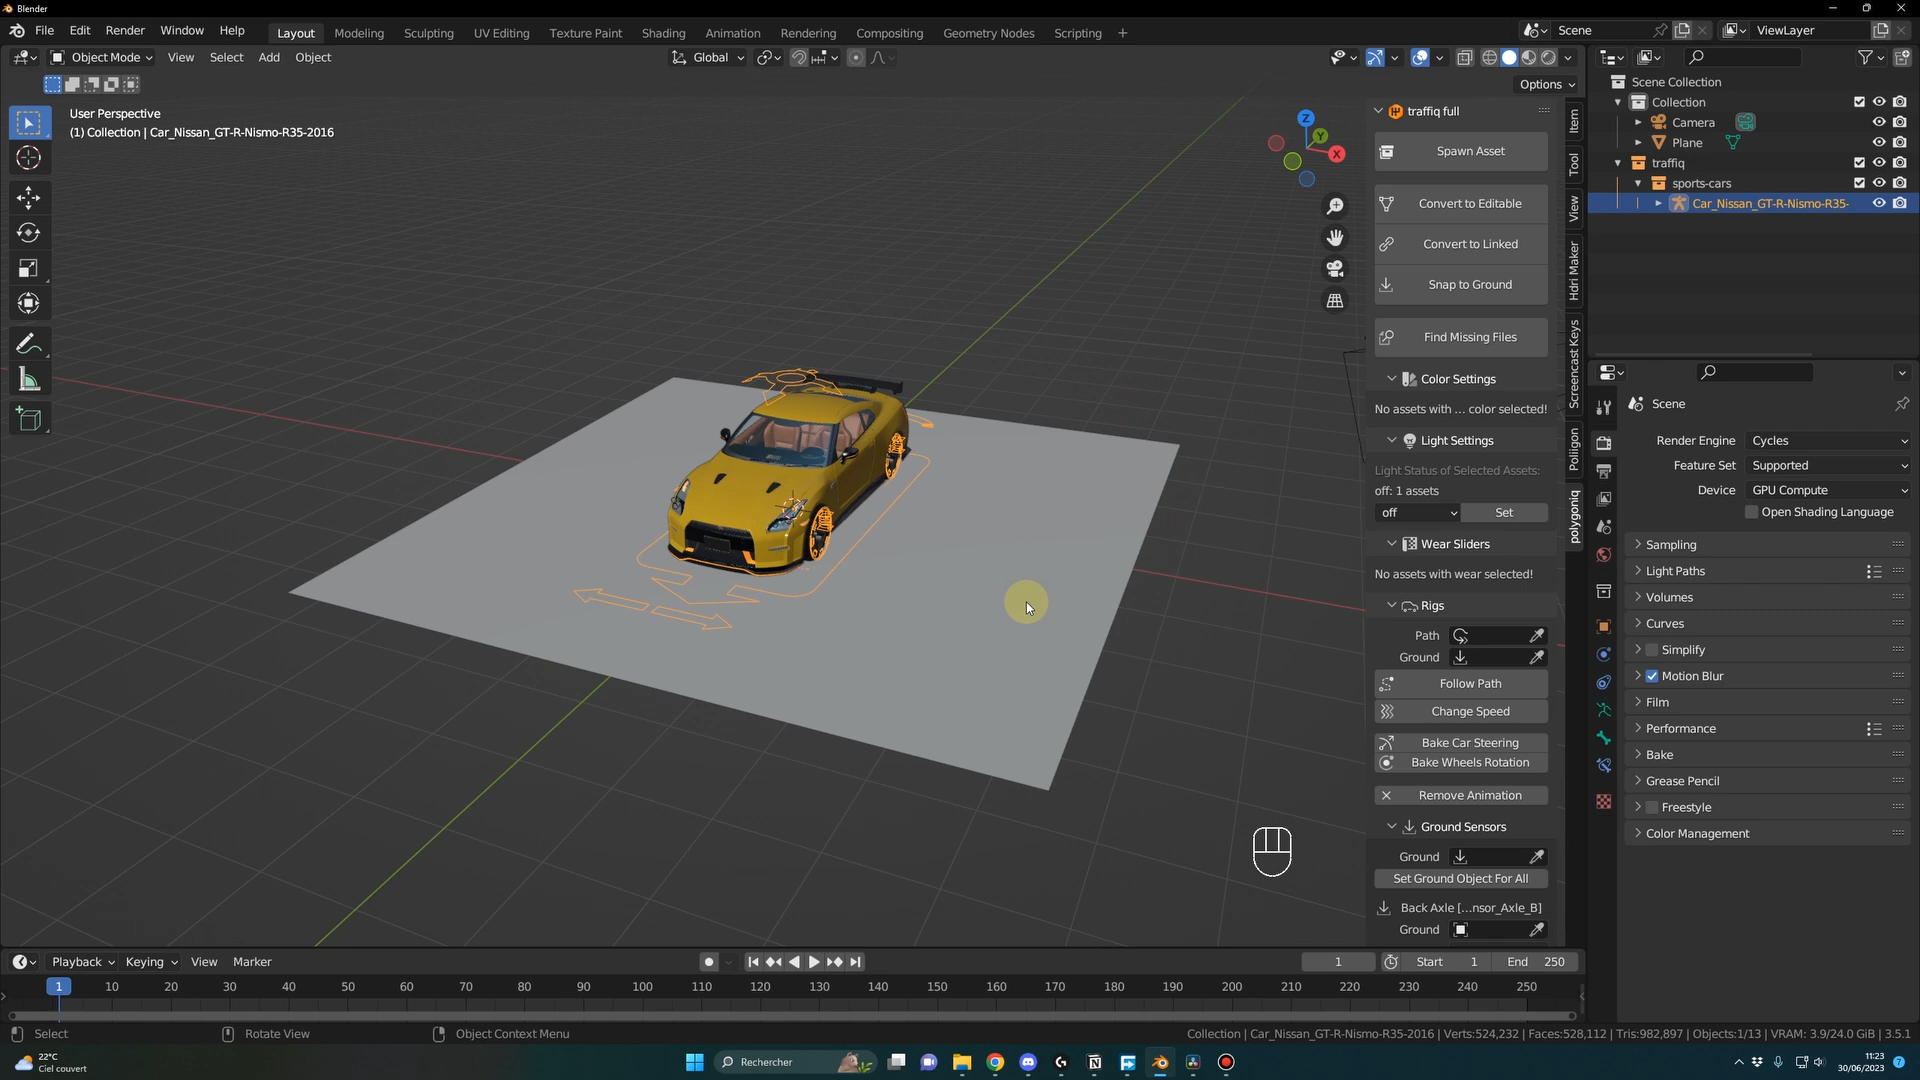 Blender
File Edit Render Window Help
Layout Modeling Sculpting UV Editing Texture Paint Shading Animation Rendering Compositing Geometry Nodes Scripting +
Scene
ViewLayer
Object Mode View Select Add Object
Global
Options
User Perspective
(1) Collection | Car_Nissan_GT-R-Nismo-R35-2016
Z
Y
X
traffiq full
Spawn Asset
Convert to Editable
Convert to Linked
Snap to Ground
Find Missing Files
Color Settings
No assets with ... color selected!
Light Settings
Light Status of Selected Assets:
off: 1 assets
off
Set
Wear Sliders
No assets with wear selected!
Rigs
Path
Ground
Follow Path
Change Speed
Bake Car Steering
Bake Wheels Rotation
Remove Animation
Ground Sensors
Ground
Set Ground Object For All
Back Axle [...nsor_Axle_B]
Ground
Item
Tool
View
Hdri Maker
Screencast Keys
Poliigon
polygoniq
Scene Collection
Collection
Camera
Plane
traffiq
sports-cars
Car_Nissan_GT-R-Nismo-R35-
Scene
Render Engine Cycles
Feature Set Supported
Device GPU Compute
Open Shading Language
Sampling
Light Paths
Volumes
Curves
Simplify
Motion Blur
Film
Performance
Bake
Grease Pencil
Freestyle
Color Management
Playback Keying View Marker
1
Start 1
End 250
1 10 20 30 40 50 60 70 80 90 100 110 120 130 140 150 160 170 180 190 200 210 220 230 240 250
Select
Rotate View
Object Context Menu
Collection | Car_Nissan_GT-R-Nismo-R35-2016 | Verts:524,232 | Faces:528,112 | Tris:982,897 | Objects:1/13 | VRAM: 3.9/24.0 GiB | 3.5.1
22°C
Ciel couvert
Rechercher
11:23
30/06/2023
7